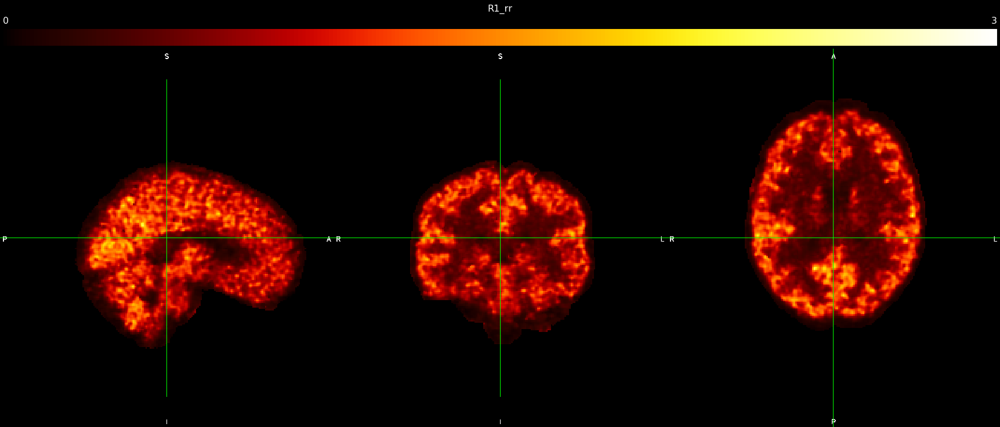 R1_rr
0 3
S S A
P A R L R L
I I P